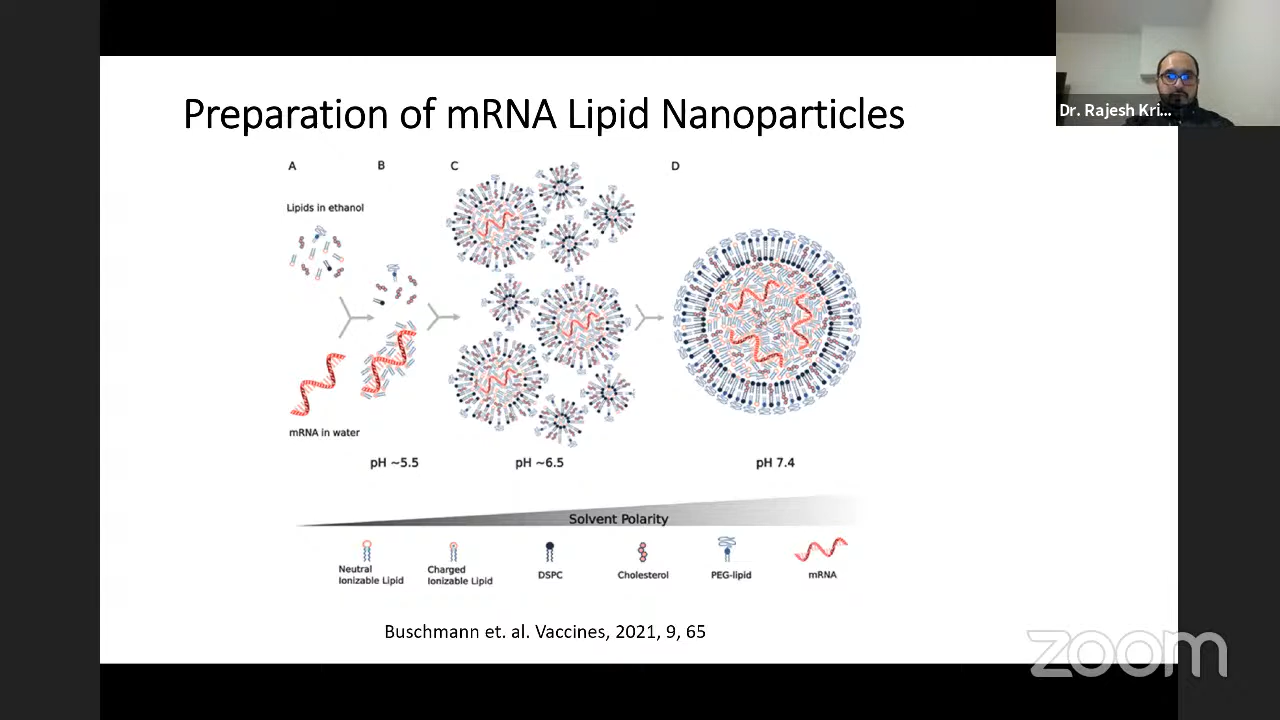 Preparation of mRNA Lipid Nanoparticles
Dr. Rajesh Kri...
A
B
C
D
Lipids in ethanol
mRNA in water
pH ~5.5
pH ~6.5
pH 7.4
Solvent Polarity
Neutral
Ionizable Lipid
Charged
Ionizable Lipid
DSPC
Cholesterol
PEG-lipid
mRNA
Buschmann et. al. Vaccines, 2021, 9, 65
zoom